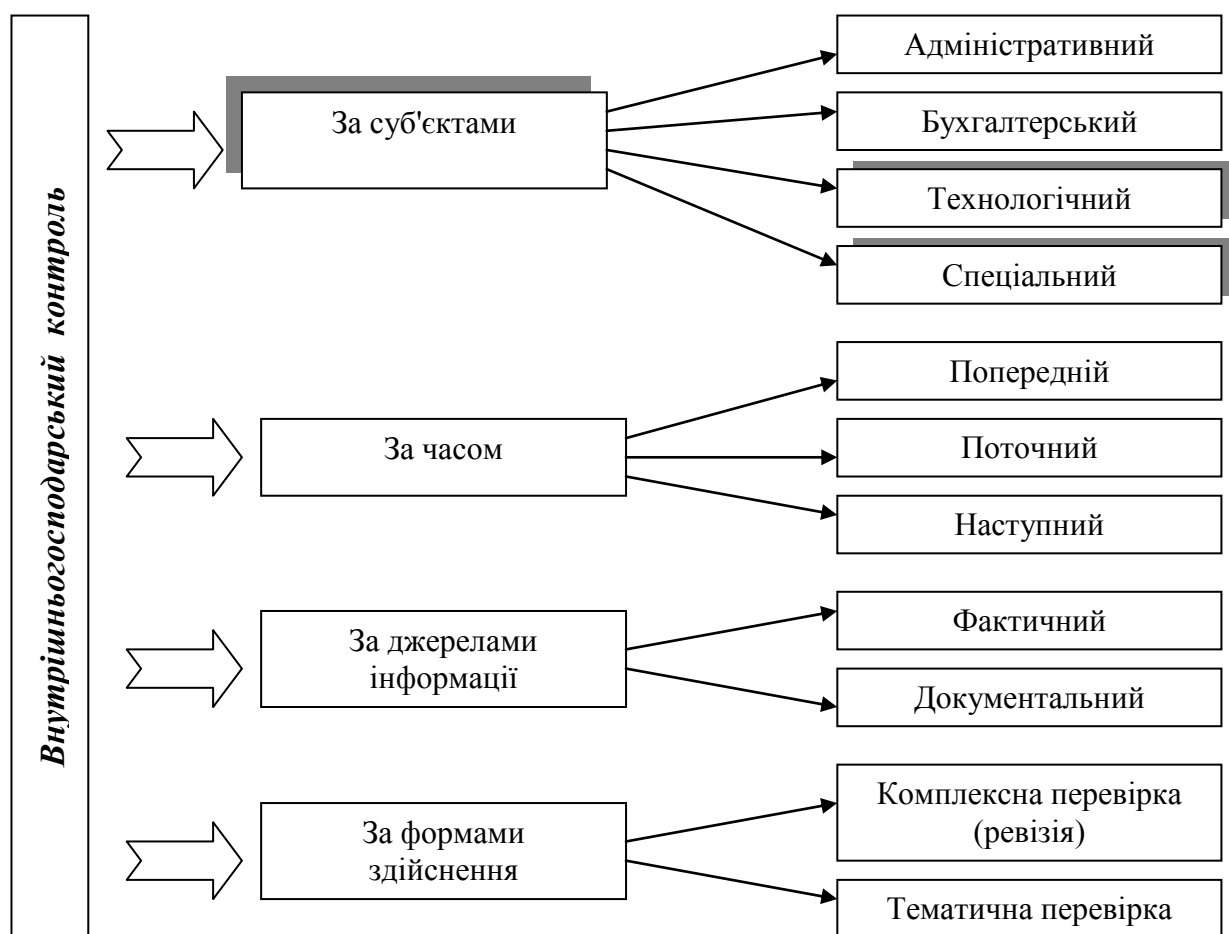 Внутрішньогосподарський контроль
За суб'єктами
Адміністративний
Бухгалтерський
Технологічний
Спеціальний
За часом
Попередній
Поточний
Наступний
За джерелами
інформації
Фактичний
Документальний
За формами
здійснення
Комплексна перевірка
(ревізія)
Тематична перевірка